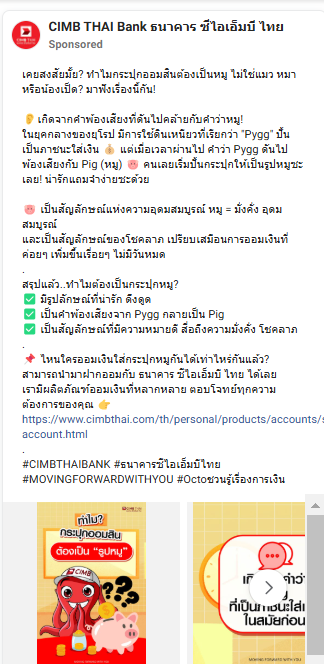 CIMB THAI Bank ธนาคาร ซีไอเอ็มบี ไทย
Sponsored
เคยสงสัยมั้ย? ทำไมกระปุกออมสินต้องเป็นหมู ไม่ใช่แมว หมา
หรือน้องเป็ด? มาฟังเรื่องนี้กัน!
👂เกิดจากคำพ้องเสียงที่ดันไปคล้ายกับคำว่าหมู!
ในยุคกลางของยุโรป มีการใช้ดินเหนียวที่เรียกว่า "Pygg" ปั้น
เป็นภาชนะใส่เงิน 💰 แต่เมื่อเวลาผ่านไป คำว่า Pygg ดันไป
พ้องเสียงกับ Pig (หมู) 🐽 คนเลยเริ่มปั้นกระปุกให้เป็นรูปหมูซะ
เลย! น่ารักแถมจำง่ายซะด้วย
🐽 เป็นสัญลักษณ์แห่งความอุดมสมบูรณ์ หมู = มั่งคั่ง อุดม
สมบูรณ์
และเป็นสัญลักษณ์ของโชคลาภ เปรียบเสมือนการออมเงินที่
ค่อยๆ เพิ่มขึ้นเรื่อยๆ ไม่มีวันหมด
.
สรุปแล้ว..ทำไมต้องเป็นกระปุกหมู?
✅ มีรูปลักษณ์ที่น่ารัก ดึงดูด
✅ เป็นคำพ้องเสียงจาก Pygg กลายเป็น Pig
✅ เป็นสัญลักษณ์ที่มีความหมายดี สื่อถึงความมั่งคั่ง โชคลาภ
.
📌 ไหนใครออมเงินใส่กระปุกหมูกันได้เท่าไหร่กันแล้ว?
สามารถนำมาฝากออมกับ ธนาคาร ซีไอเอ็มบี ไทย ได้เลย
เรามีผลิตภัณฑ์ออมเงินที่หลากหลาย ตอบโจทย์ทุกความ
ต้องการของคุณ 👉
https://www.cimbthai.com/th/personal/products/accounts/s
account.html
.
#CIMBTHAIBANK #ธนาคารซีไอเอ็มบีไทย
#MOVINGFORWARDWITHYOU #Octoชวนรู้เรื่องการเงิน
ทำไม?
กระปุกออมสิน
ต้องเป็น "รูปหมู"
CIMB
ที่เป็นภาชนะใส่เ
ในสมัยก่อน
MOVING FORWARD WITH YOU